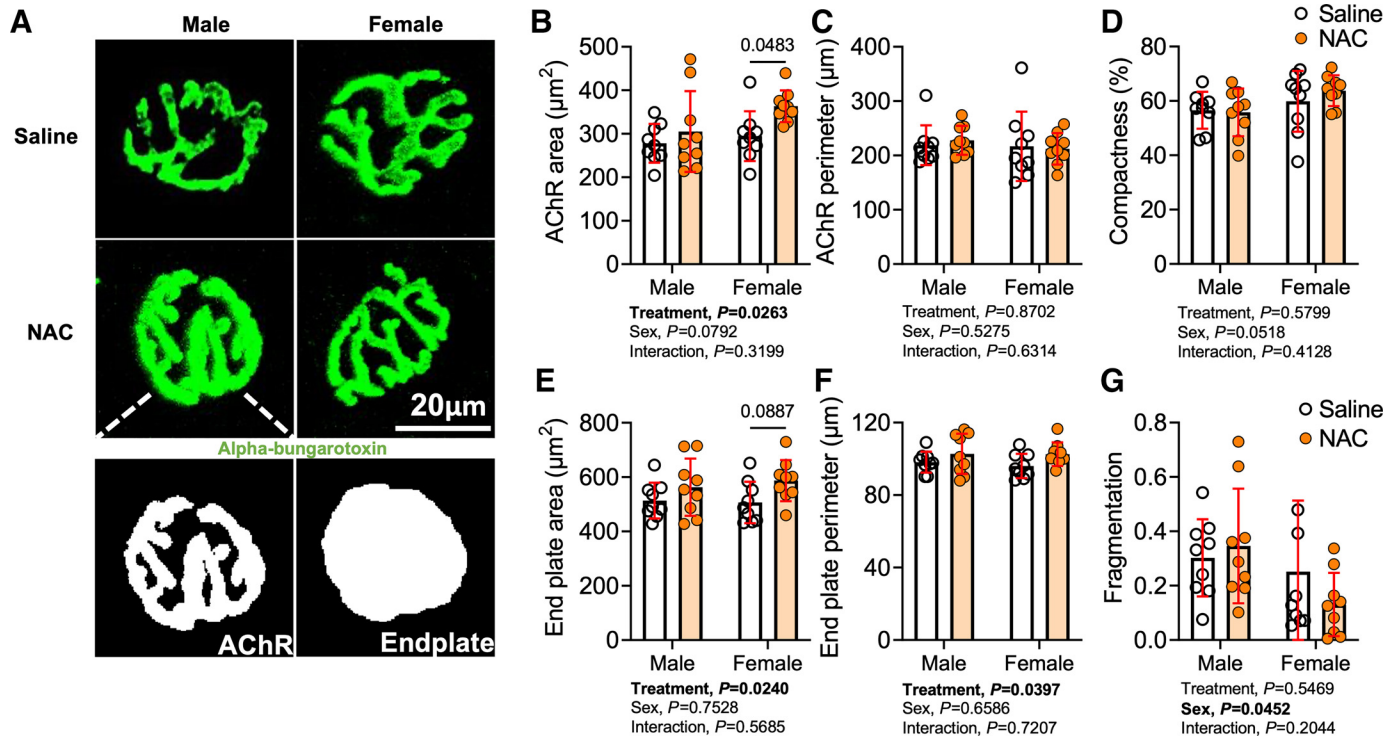 A
Male
Female
Saline
NAC
20µm
Alpha-bungarotoxin
AChR
Endplate
B
AChR area (µm²)
500
400
300
200
100
0
0.0483
Male
Female
Treatment, P=0.0263
Sex, P=0.0792
Interaction, P=0.3199
C
AChR perimeter (µm)
400
300
200
100
0
Male
Female
Treatment, P=0.8702
Sex, P=0.5275
Interaction, P=0.6314
D
Saline
NAC
Compactness (%)
80
60
40
20
0
Male
Female
Treatment, P=0.5799
Sex, P=0.0518
Interaction, P=0.4128
E
End plate area (µm²)
800
600
400
200
0
0.0887
Male
Female
Treatment, P=0.0240
Sex, P=0.7528
Interaction, P=0.5685
F
End plate perimeter (µm)
120
80
40
0
Male
Female
Treatment, P=0.0397
Sex, P=0.6586
Interaction, P=0.7207
G
Saline
NAC
Fragmentation
0.8
0.6
0.4
0.2
0.0
Male
Female
Treatment, P=0.5469
Sex, P=0.0452
Interaction, P=0.2044